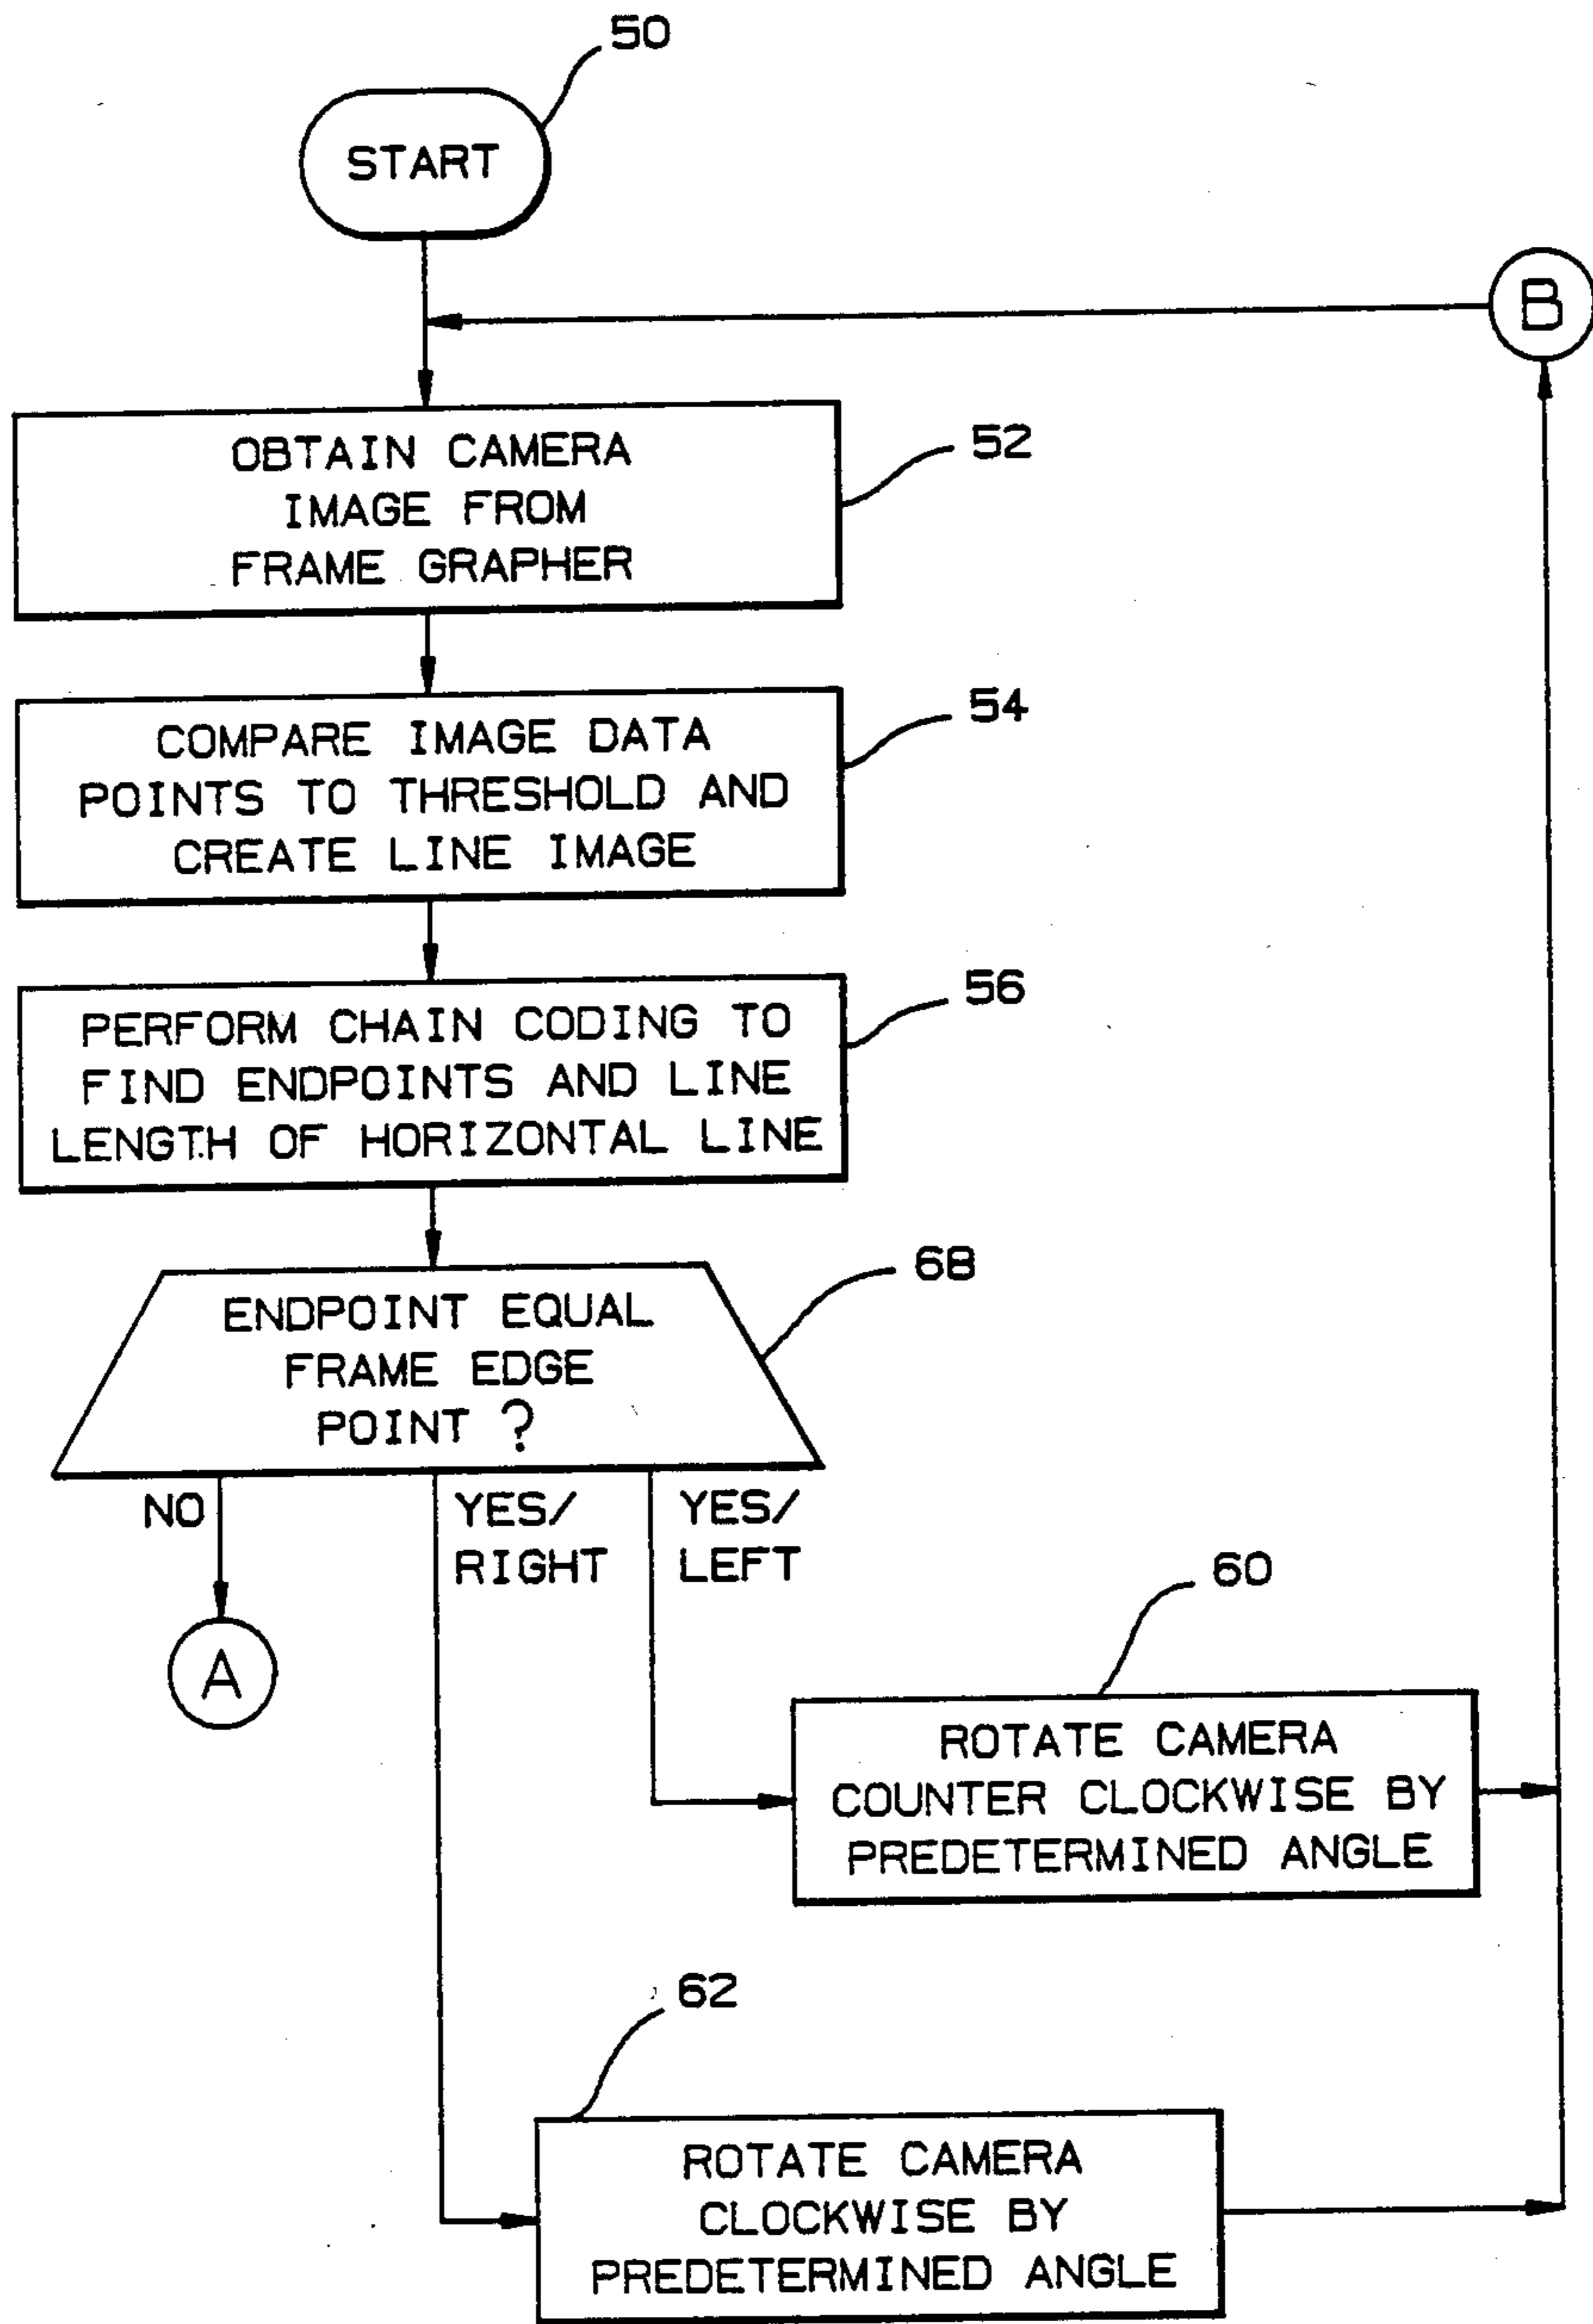 50
START
B
OBTAIN CAMERA
IMAGE FROM
FRAME GRAPHER
52
COMPARE IMAGE DATA
POINTS TO THRESHOLD AND
CREATE LINE IMAGE
54
PERFORM CHAIN CODING TO
FIND ENDPOINTS AND LINE
LENGTH OF HORIZONTAL LINE
56
ENDPOINT EQUAL
FRAME EDGE
POINT ?
68
NO
YES/
RIGHT
YES/
LEFT
A
60
ROTATE CAMERA
COUNTER CLOCKWISE BY
PREDETERMINED ANGLE
62
ROTATE CAMERA
CLOCKWISE BY
PREDETERMINED ANGLE